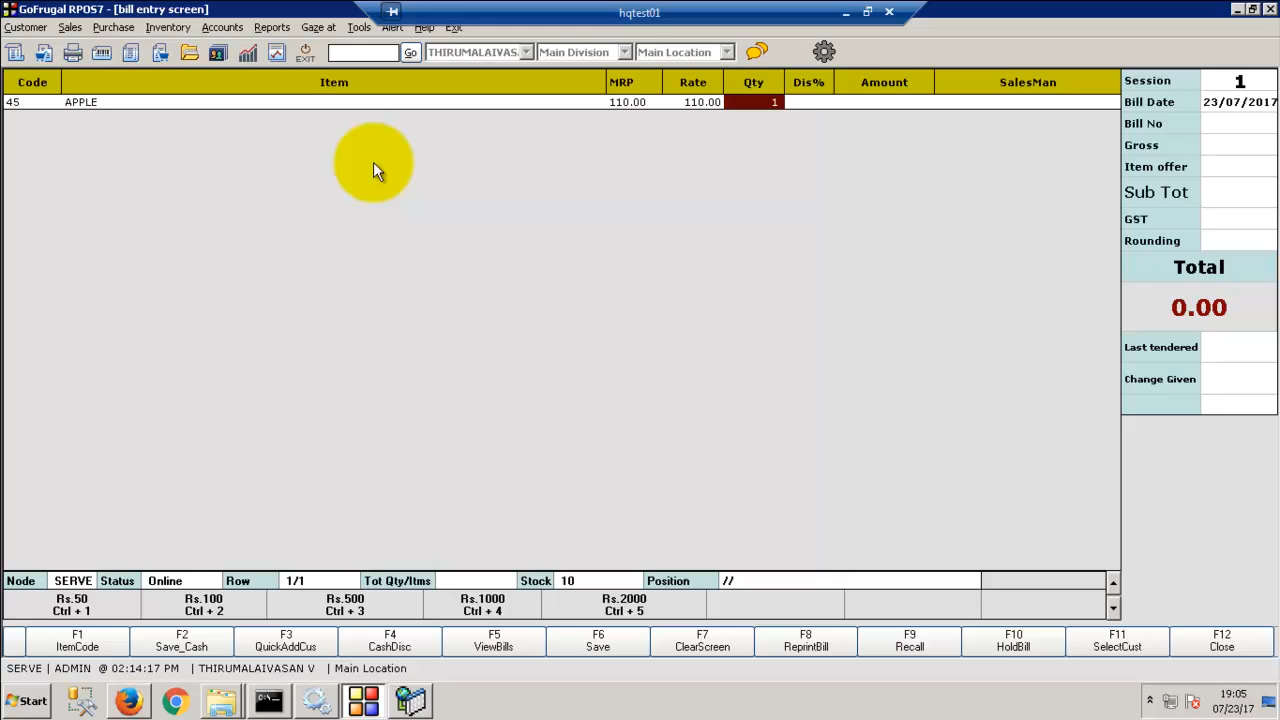 GoFrugal RPOS7 - [bill entry screen]
hqtest01
Customer Sales Purchase Inventory Accounts Reports Gaze at Tools Alert Help Exit
EXIT Go THIRUMALAIVAS. Main Division Main Location
Code Item MRP Rate Qty Dis% Amount SalesMan
45 APPLE 110.00 110.00 1
Session 1
Bill Date 23/07/2017
Bill No
Gross
Item offer
Sub Tot
GST
Rounding
Total
0.00
Last tendered
Change Given
Node SERVE Status Online Row 1/1 Tot Qty/Itms Stock 10 Position //
Rs.50 Rs.100 Rs.500 Rs.1000 Rs.2000
Ctrl + 1 Ctrl + 2 Ctrl + 3 Ctrl + 4 Ctrl + 5
F1 F2 F3 F4 F5 F6 F7 F8 F9 F10 F11 F12
ItemCode Save_Cash QuickAddCus CashDisc ViewBills Save ClearScreen ReprintBill Recall HoldBill SelectCust Close
SERVE | ADMIN @ 02:14:17 PM | THIRUMALAIVASAN V | Main Location
Start
19:05
07/23/17